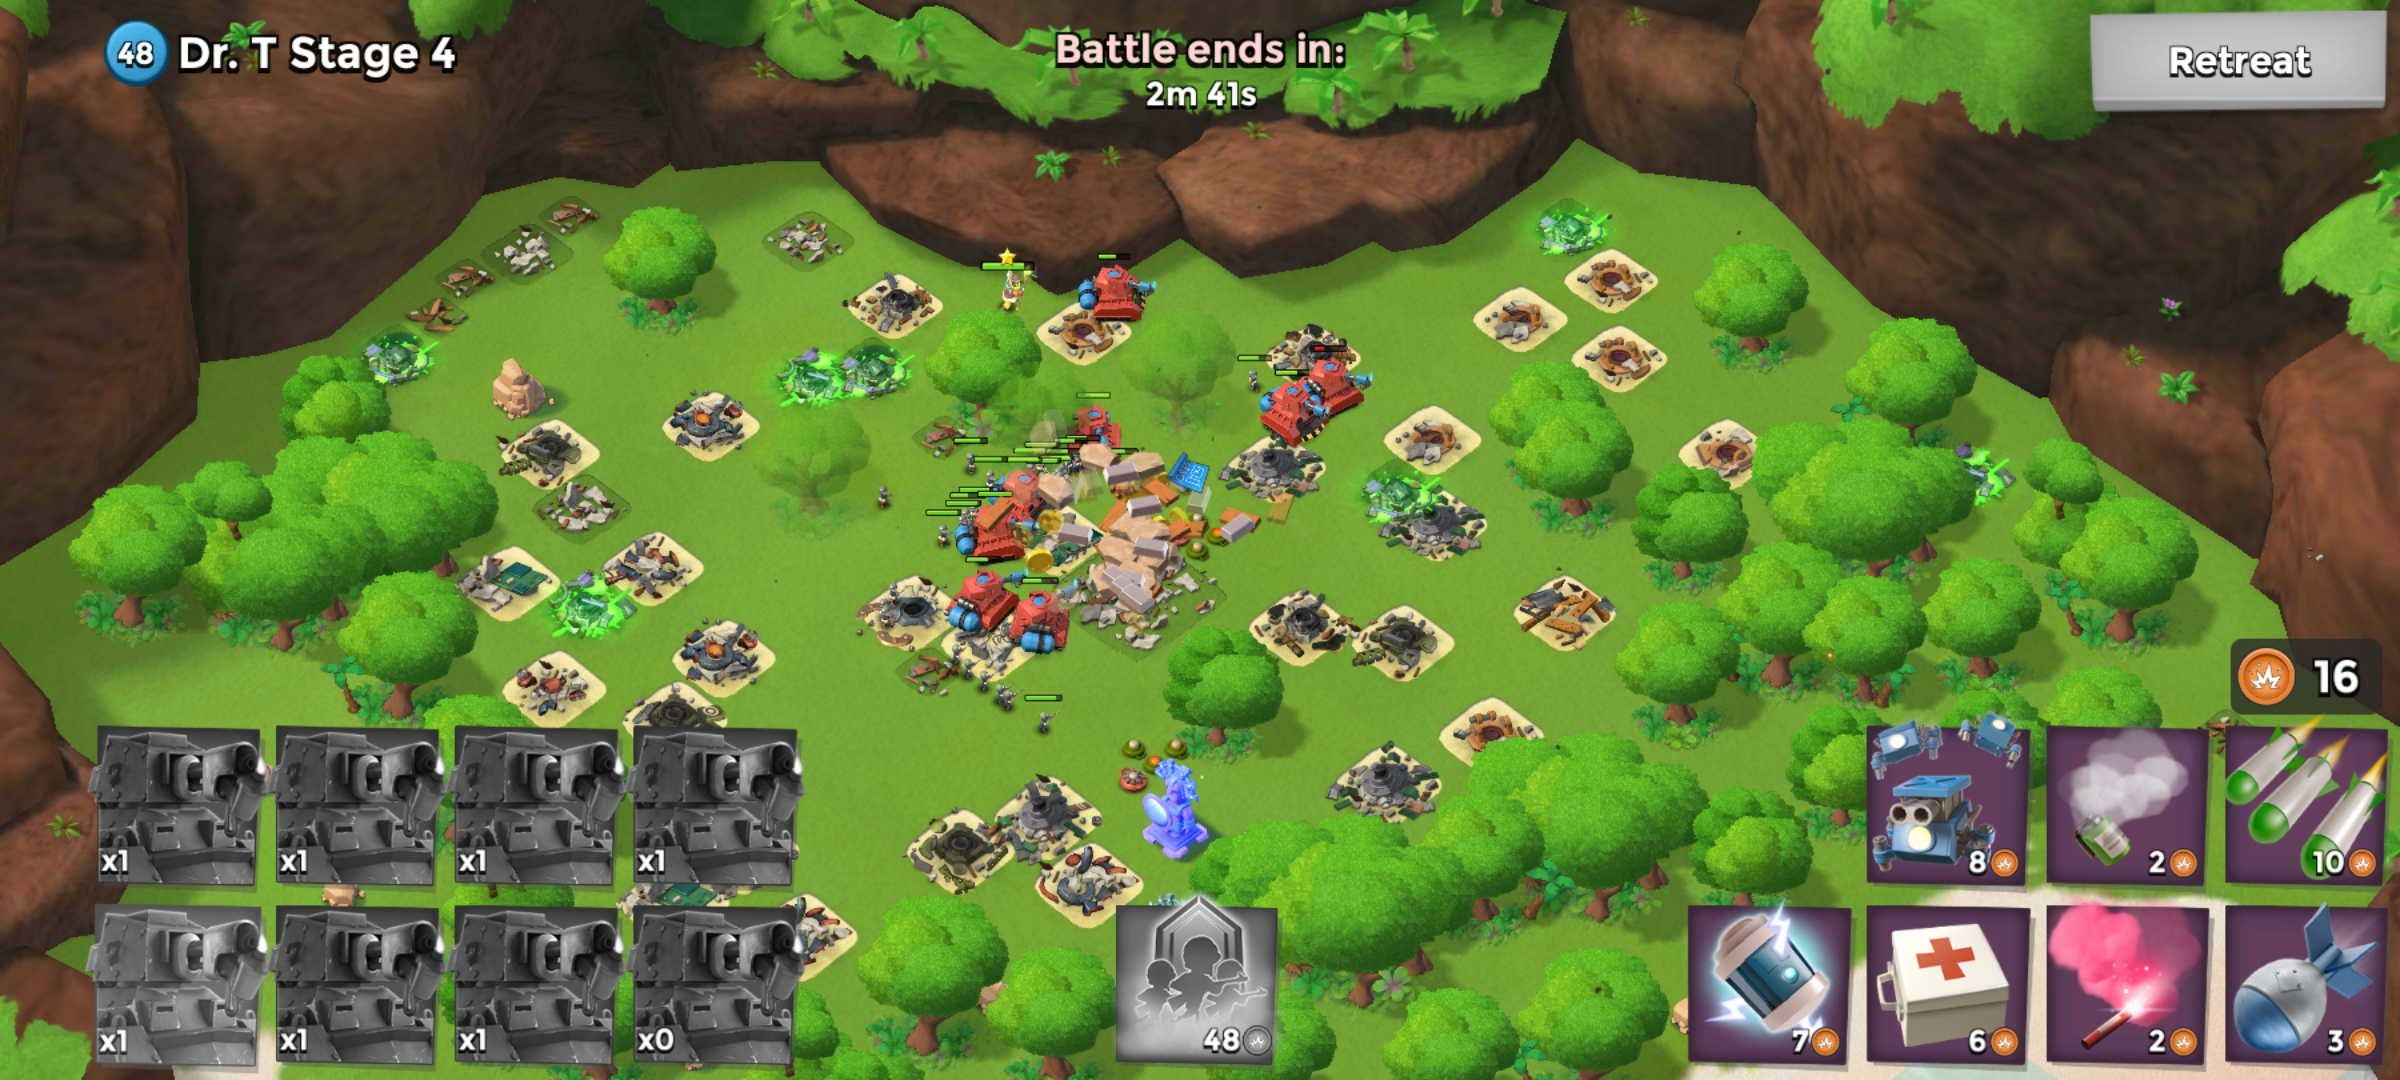 48 Dr. T Stage 4
Battle ends in:
2m 41s
Retreat
16
x1
x1
x1
x1
8
2
10
x1
x1
x1
x0
48
7
6
2
3